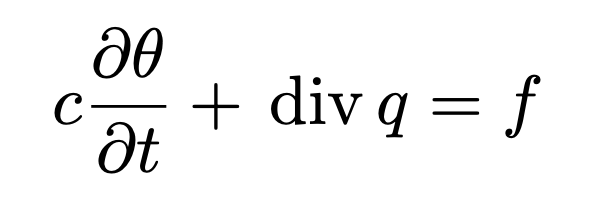 c ∂θ/∂t + div q = f